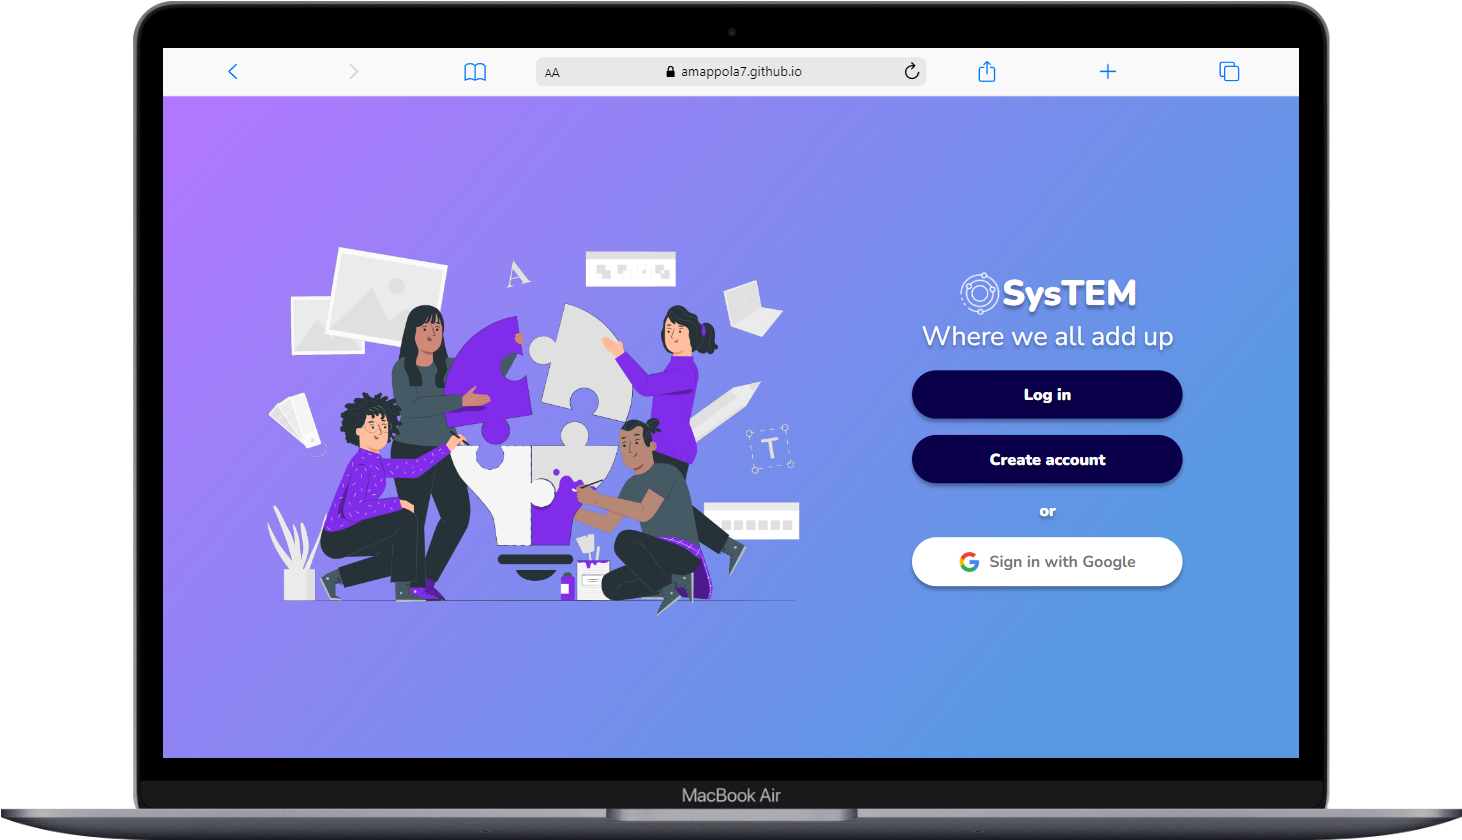 AA
amappola7.github.io
A
SysTEM
Where we all add up
Log in
T
Create account
or
Sign in with Google
MacBook Air